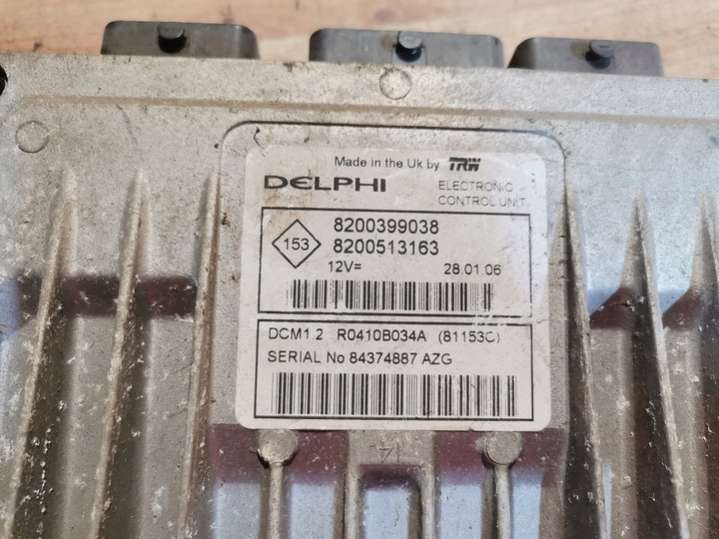 Made in the Uk by TRW
DELPHI ELECTRONIC
CONTROL UNIT
153
8200399038
8200513163
12V= 28.01.06
DCM1.2 R0410B034A (81153C)
SERIAL No 84374887 AZG